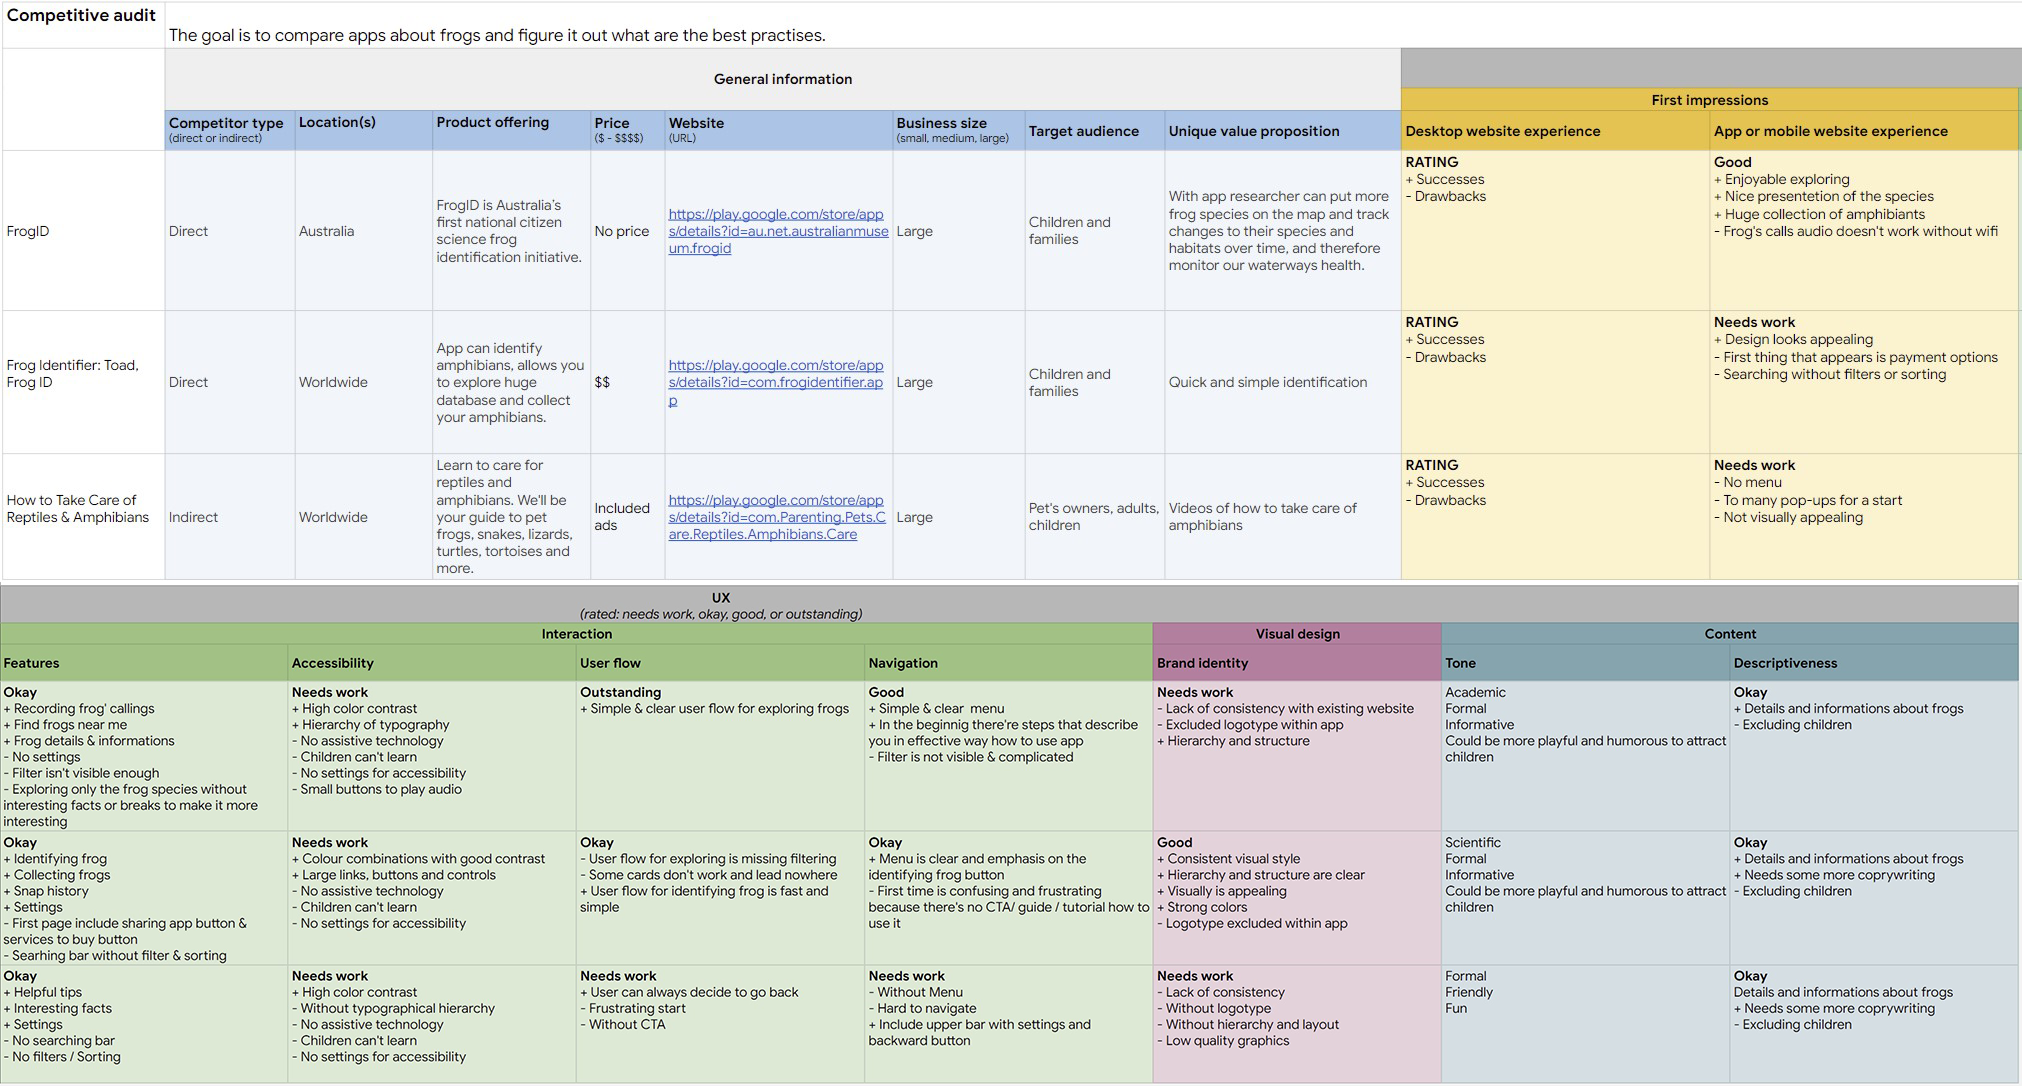 Competitive audit
The goal is to compare apps about frogs and figure it out what are the best practises.
General information
First impressions
Competitor type
(direct or indirect)
Location(s)
Product offering
Price
($ - $$$$)
Website
(URL)
Business size
(small, medium, large)
Target audience
Unique value proposition
Desktop website experience
App or mobile website experience
FrogID
Direct
Australia
FrogID is Australia's
first national citizen
science frog
identification initiative.
No price
https://play.google.com/store/app
s/details?id=au.net.australianmuse
um.frogid
Large
Children and
families
With app researcher can put more
frog species on the map and track
changes to their species and
habitats over time, and therefore
monitor our waterways health.
RATING
+ Successes
- Drawbacks
Good
+ Enjoyable exploring
+ Nice presentetion of the species
+ Huge collection of amphibiants
- Frog's calls audio doesn't work without wifi
Frog Identifier: Toad,
Frog ID
Direct
Worldwide
App can identify
amphibians, allows you
to explore huge
database and collect
your amphibians.
$$
https://play.google.com/store/app
s/details?id=com.frogidentifier.ap
p
Large
Children and
families
Quick and simple identification
RATING
+ Successes
- Drawbacks
Needs work
+ Design looks appealing
- First thing that appears is payment options
- Searching without filters or sorting
How to Take Care of
Reptiles & Amphibians
Indirect
Worldwide
Learn to care for
reptiles and
amphibians. We'll be
your guide to pet
frogs, snakes, lizards,
turtles, tortoises and
more.
Included
ads
https://play.google.com/store/app
s/details?id=com.Parenting.Pets.C
are.Reptiles.Amphibians.Care
Large
Pet's owners, adults,
children
Videos of how to take care of
amphibians
RATING
+ Successes
- Drawbacks
Needs work
- No menu
- To many pop-ups for a start
- Not visually appealing
UX
(rated: needs work, okay, good, or outstanding)
Interaction
Visual design
Content
Features
Accessibility
User flow
Navigation
Brand identity
Tone
Descriptiveness
Okay
+ Recording frog' callings
+ Find frogs near me
+ Frog details & informations
- No settings
- Filter isn't visible enough
- Exploring only the frog species without
interesting facts or breaks to make it more
interesting
Needs work
+ High color contrast
+ Hierarchy of typography
- No assistive technology
- Children can't learn
- No settings for accessibility
- Small buttons to play audio
Outstanding
+ Simple & clear user flow for exploring frogs
Good
+ Simple & clear menu
+ In the beginnig there're steps that describe
you in effective way how to use app
- Filter is not visible & complicated
Needs work
- Lack of consistency with existing website
- Excluded logotype within app
+ Hierarchy and structure
Academic
Formal
Informative
Could be more playful and humorous to attract
children
Okay
+ Details and informations about frogs
- Excluding children
Okay
+ Identifying frog
+ Collecting frogs
+ Snap history
+ Settings
- First page include sharing app button &
services to buy button
- Searhing bar without filter & sorting
Needs work
+ Colour combinations with good contrast
+ Large links, buttons and controls
- No assistive technology
- Children can't learn
- No settings for accessibility
Okay
- User flow for exploring is missing filtering
- Some cards don't work and lead nowhere
+ User flow for identifying frog is fast and
simple
Okay
+ Menu is clear and emphasis on the
identifying frog button
- First time is confusing and frustrating
because there's no CTA/ guide / tutorial how to
use it
Good
+ Consistent visual style
+ Hierarchy and structure are clear
+ Visually is appealing
+ Strong colors
- Logotype excluded within app
Scientific
Formal
Informative
Could be more playful and humorous to attract
children
Okay
+ Details and informations about frogs
+ Needs some more coprywriting
- Excluding children
Okay
+ Helpful tips
+ Interesting facts
+ Settings
- No searching bar
- No filters / Sorting
Needs work
+ High color contrast
- Without typographical hierarchy
- No assistive technology
- Children can't learn
- No settings for accessibility
Needs work
+ User can always decide to go back
- Frustrating start
- Without CTA
Needs work
- Without Menu
- Hard to navigate
+ Include upper bar with settings and
backward button
Needs work
- Lack of consistency
- Without logotype
- Without hierarchy and layout
- Low quality graphics
Formal
Friendly
Fun
Okay
Details and informations about frogs
+ Needs some more copywriting
- Excluding children